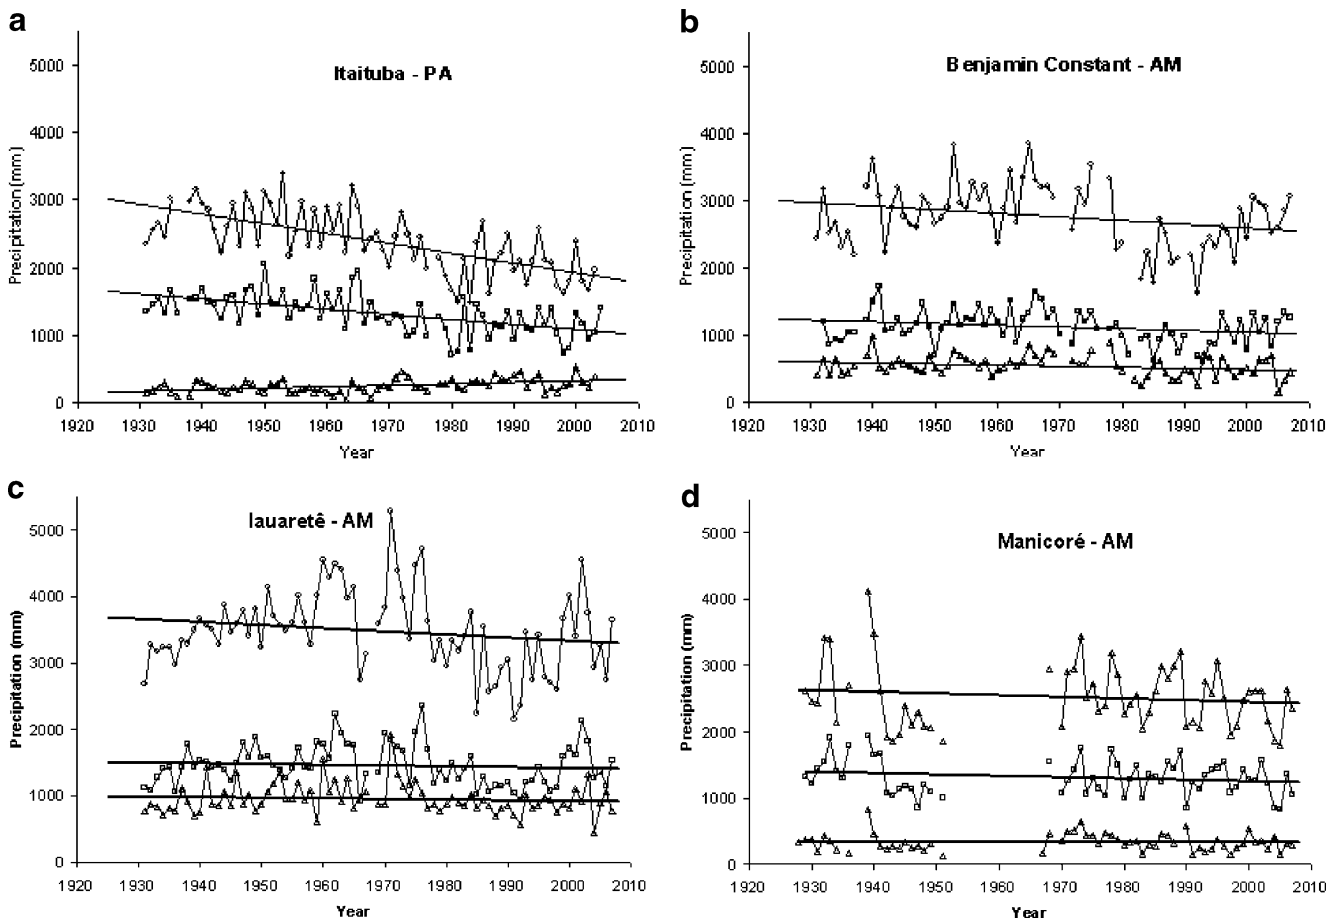 a
Itaituba - PA
5000
4000
3000
2000
1000
0
Precipitation (mm)
1920 1930 1940 1950 1960 1970 1980 1990 2000 2010
Year
b
Benjamin Constant - AM
5000
4000
3000
2000
1000
0
Precipitation (mm)
1920 1930 1940 1950 1960 1970 1980 1990 2000 2010
Year
c
Iauaretê - AM
5000
4000
3000
2000
1000
0
Precipitation (mm)
1920 1930 1940 1950 1960 1970 1980 1990 2000 2010
Year
d
Manicoré - AM
5000
4000
3000
2000
1000
0
Precipitation (mm)
1920 1930 1940 1950 1960 1970 1980 1990 2000 2010
Year